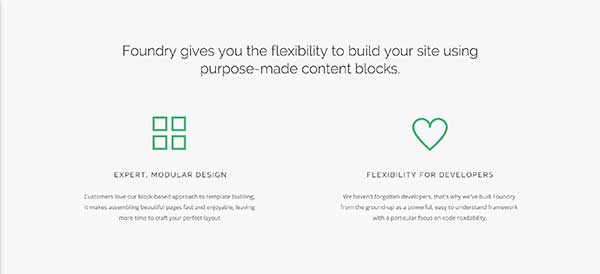 Foundry gives you the flexibility to build your site using
purpose-made content blocks.
EXPERT, MODULAR DESIGN
Customers love our block-based approach to template building,
it makes assembling beautiful pages fast and enjoyable, leaving
more time to craft your perfect layout.
FLEXIBILITY FOR DEVELOPERS
We haven't forgotten developers, that's why we've built Foundry
from the ground-up as a powerful, easy to understand framework
with a particular focus on code readability.